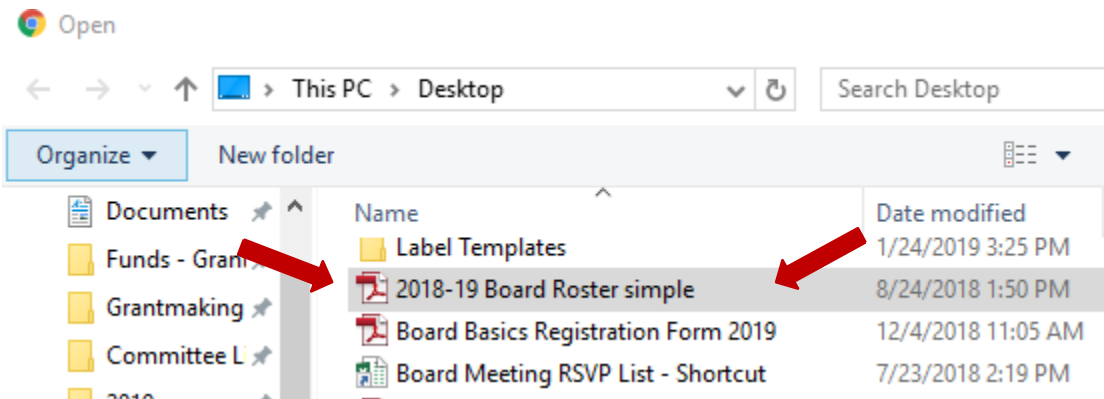 Open
This PC > Desktop
Search Desktop
Organize
New folder
Documents
Funds -
Grantmaking
Committee
Name
Date modified
Label Templates 1/24/2019 3:25 PM
2018-19 Board Roster simple 8/24/2018 1:50 PM
Board Basics Registration Form 2019 12/4/2018 11:05 AM
Board Meeting RSVP List - Shortcut 7/23/2018 2:19 PM